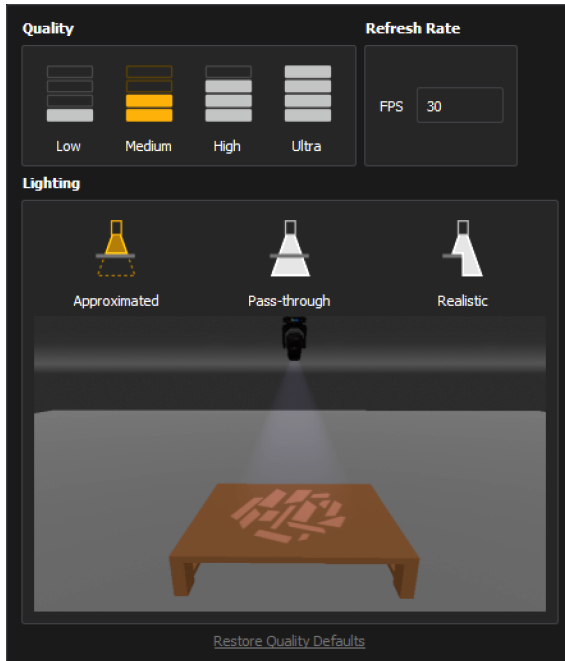 Quality Refresh Rate
FPS 30
Low Medium High Ultra
Lighting
Approximated Pass-through Realistic
Restore Quality Defaults